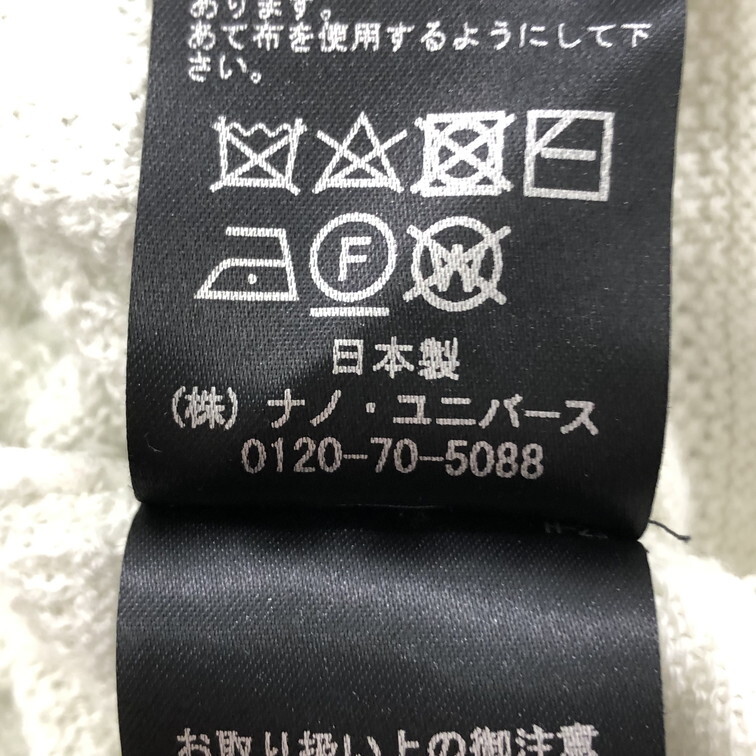 あります。
あて布を使用するようにして下
さい。
F
W
日本製
(株) ナノ・ユニバース
0120-70-5088
お取り扱い上の御注意